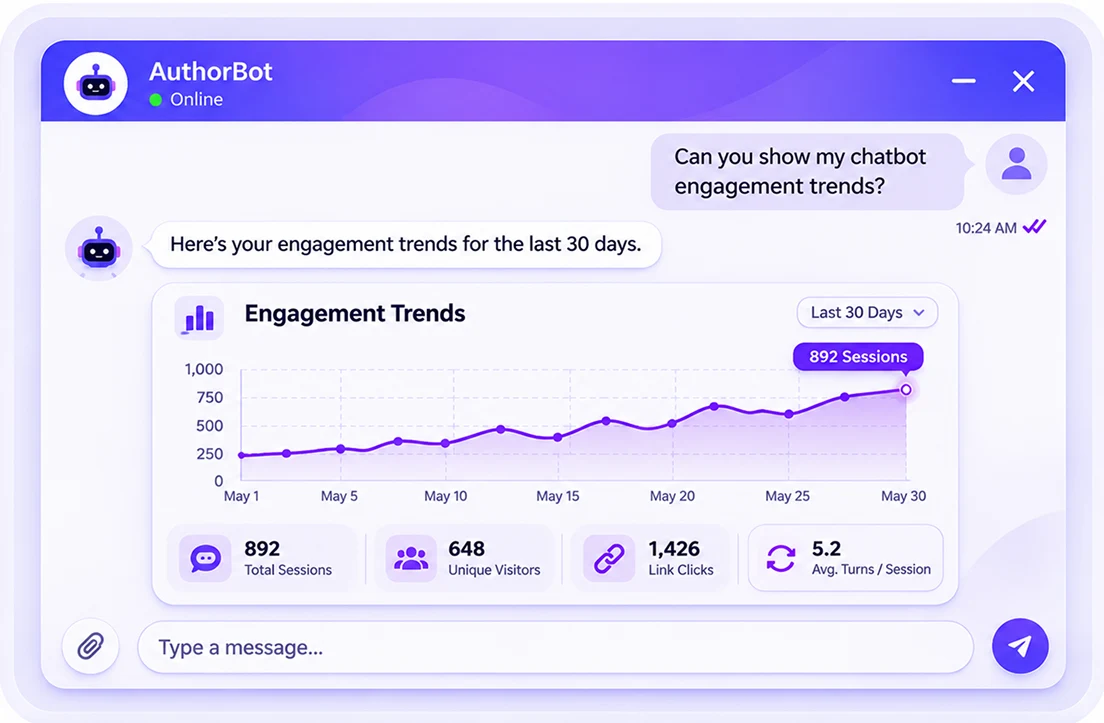 AuthorBot
Online
Can you show my chatbot
engagement trends?
10:24 AM
Here’s your engagement trends for the last 30 days.
Engagement Trends
Last 30 Days
892 Sessions
1,000
750
500
250
0
May 1
May 5
May 10
May 15
May 20
May 25
May 30
892
Total Sessions
648
Unique Visitors
1,426
Link Clicks
5.2
Avg. Turns / Session
Type a message...